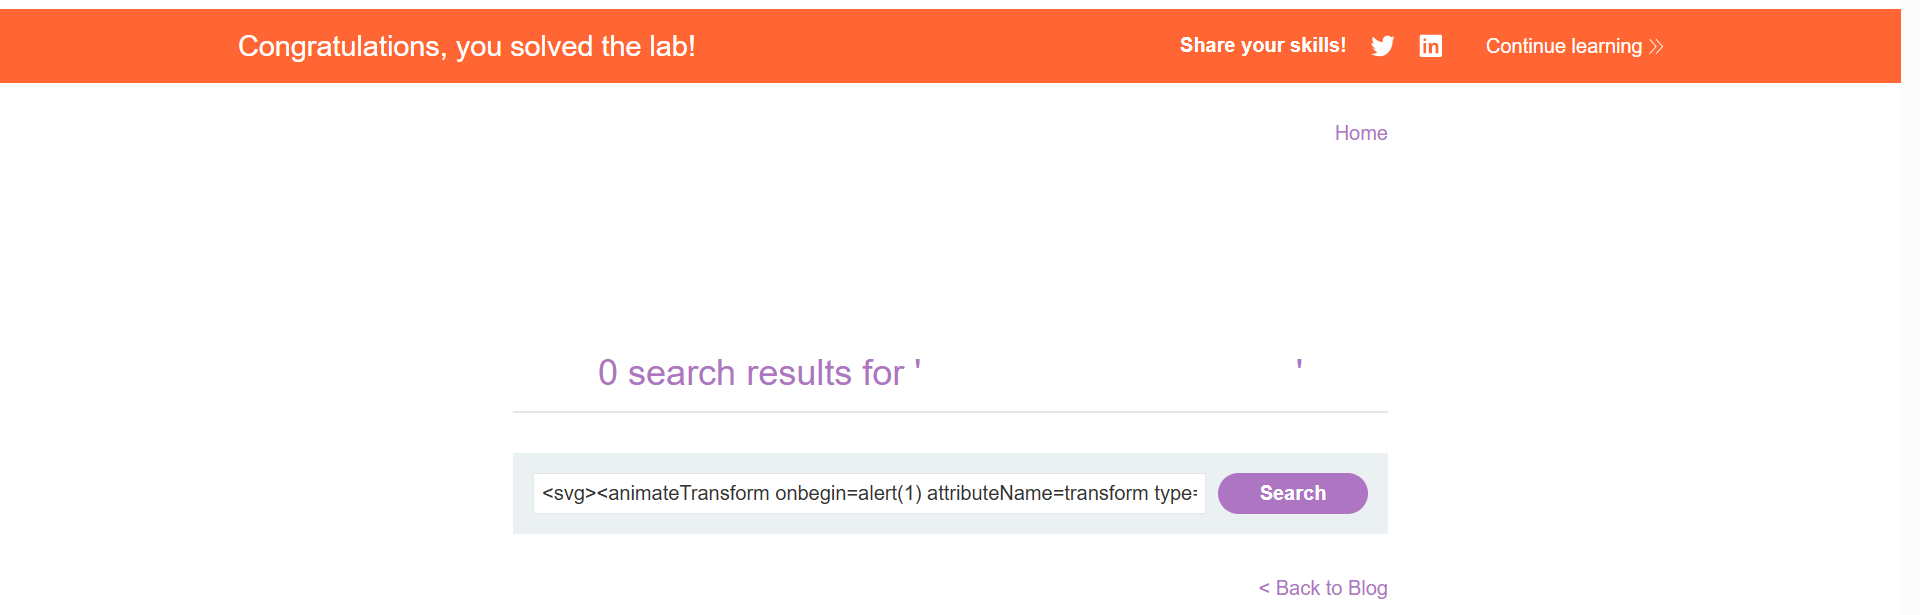 Congratulations, you solved the lab!
Share your skills!
Continue learning >>
Home
0 search results for ' '
<svg><animateTransform onbegin=alert(1) attributeName=transform type=
Search
< Back to Blog